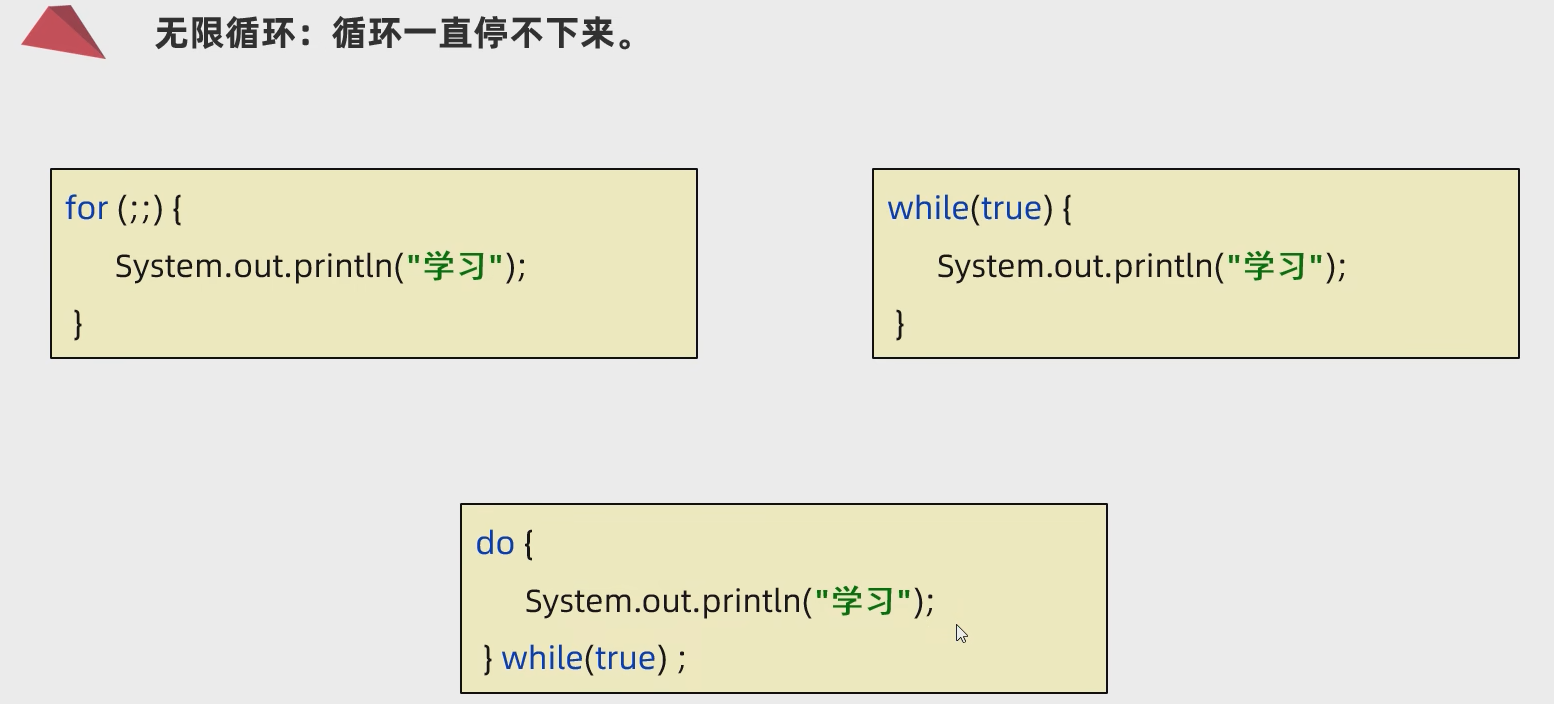 无限循环：循环一直停不下来。
for (;;) {
System.out.println("学习");
}
while(true) {
System.out.println("学习");
}
do {
System.out.println("学习");
} while(true) ;